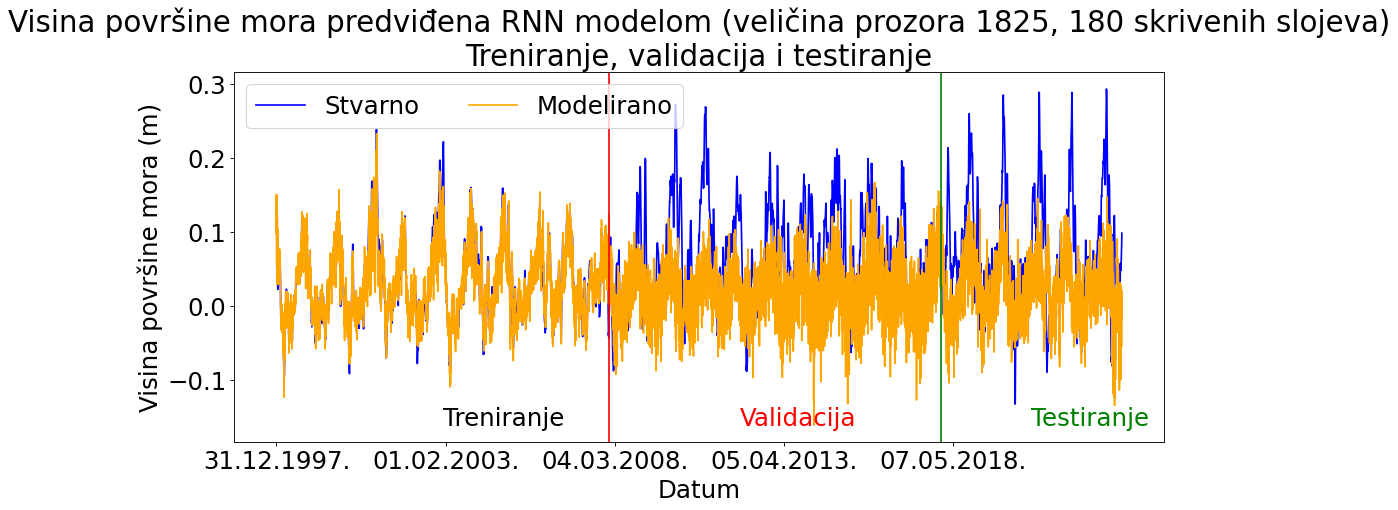 Visina površine mora predviđena RNN modelom (veličina prozora 1825, 180 skrivenih slojeva)
Treniranje, validacija i testiranje
Stvarno Modelirano
Visina površine mora (m)
0.3
0.2
0.1
0.0
−0.1
Treniranje Validacija Testiranje
31.12.1997. 01.02.2003. 04.03.2008. 05.04.2013. 07.05.2018.
Datum